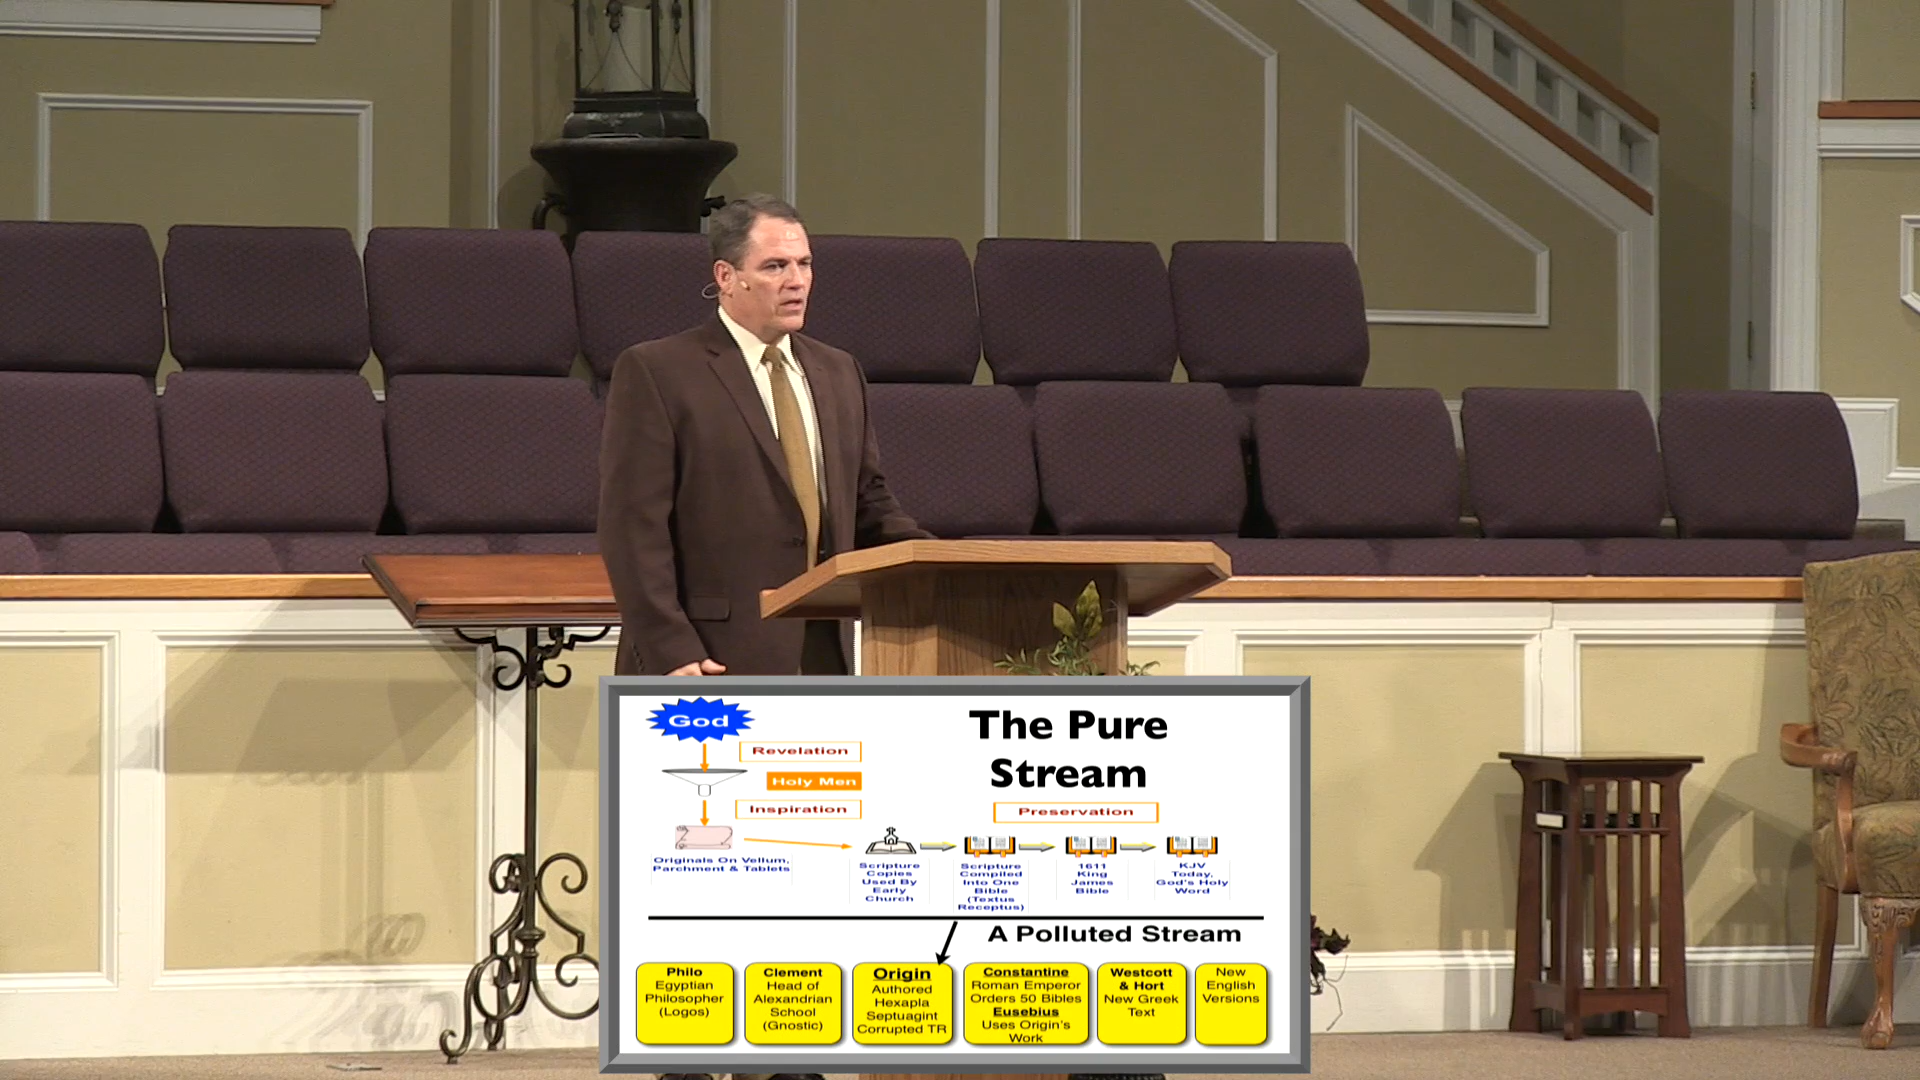 God
The Pure
Stream
Revelation
Holy Men
Inspiration
Preservation
Originals On Vellum,
Parchment & Tablets
Scripture
Copies
Used By
Early
Church
Scripture
Compiled
Into One
Bible
(Textus
Receptus)
1611
King
James
Bible
KJV
Today,
God's Holy
Word
A Polluted Stream
Philo
Egyptian
Philosopher
(Logos)
Clement
Head of
Alexandrian
School
(Gnostic)
Origin
Authored
Hexapla
Septuagint
Corrupted TR
Constantine
Roman Emperor
Orders 50 Bibles
Eusebius
Uses Origin's
Work
Westcott
& Hort
New Greek
Text
New
English
Versions